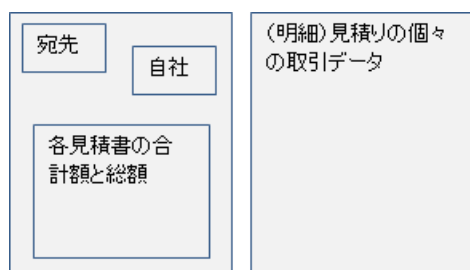 宛先
自社
各見積書の合
計額と総額
(明細)見積りの個々
の取引データ